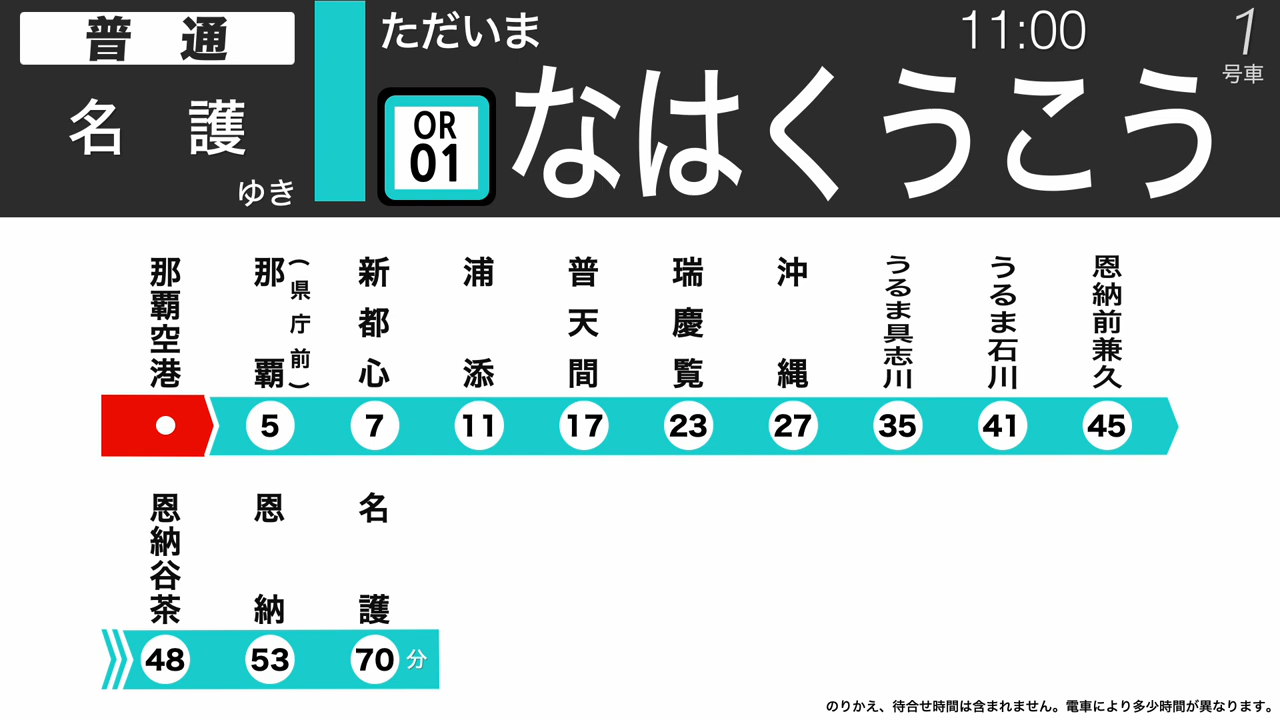 普通
名護
ゆき
ただいま
11:00
1
号車
OR
01
なはくうこう
那覇空港
那覇
(県庁前)
新都心
浦添
普天間
瑞慶覧
沖縄
うるま具志川
うるま石川
恩納前兼久
5 7 11 17 23 27 35 41 45
恩納谷茶
恩納
名護
48 53 70 分
のりかえ、待合せ時間は含まれません。電車により多少時間が異なります。